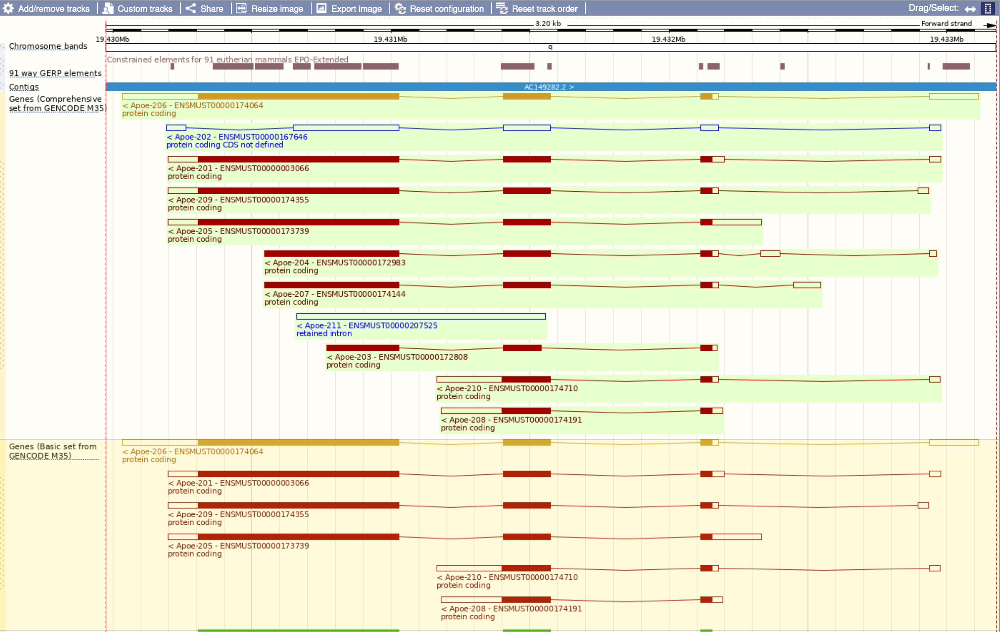 Add/remove tracks Custom tracks Share Resize image Export image Reset configuration Reset track order Drag/Select:
3.20 kb Forward strand
19.430Mb 19.431Mb 19.432Mb 19.433Mb
Chromosome bands q
Constrained elements for 91 eutherian mammals EPO-Extended
91 way GERP elements
Contigs AC149282.2 >
Genes (Comprehensive
set from GENCODE M35)
< Apoe-206 - ENSMUST00000174064
protein coding
< Apoe-202 - ENSMUST00000167646
protein coding CDS not defined
< Apoe-201 - ENSMUST00000003066
protein coding
< Apoe-209 - ENSMUST00000174355
protein coding
< Apoe-205 - ENSMUST00000173739
protein coding
< Apoe-204 - ENSMUST00000172983
protein coding
< Apoe-207 - ENSMUST00000174144
protein coding
< Apoe-211 - ENSMUST00000207525
retained intron
< Apoe-203 - ENSMUST00000172808
protein coding
< Apoe-210 - ENSMUST00000174710
protein coding
< Apoe-208 - ENSMUST00000174191
protein coding
Genes (Basic set from
GENCODE M35)
< Apoe-206 - ENSMUST00000174064
protein coding
< Apoe-201 - ENSMUST00000003066
protein coding
< Apoe-209 - ENSMUST00000174355
protein coding
< Apoe-205 - ENSMUST00000173739
protein coding
< Apoe-210 - ENSMUST00000174710
protein coding
< Apoe-208 - ENSMUST00000174191
protein coding